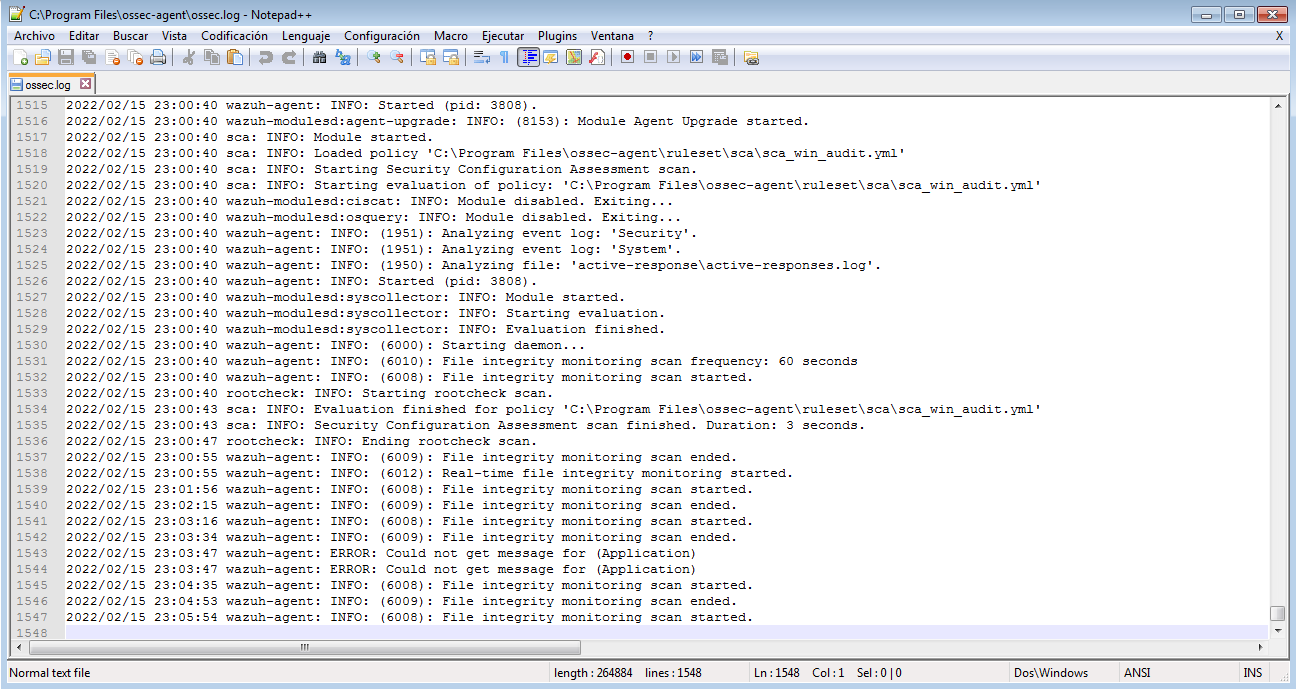 C:\Program Files\ossec-agent\ossec.log - Notepad++
Archivo Editar Buscar Vista Codificación Lenguaje Configuración Macro Ejecutar Plugins Ventana ? X
ossec.log
1515 2022/02/15 23:00:40 wazuh-agent: INFO: Started (pid: 3808).
1516 2022/02/15 23:00:40 wazuh-modulesd:agent-upgrade: INFO: (8153): Module Agent Upgrade started.
1517 2022/02/15 23:00:40 sca: INFO: Module started.
1518 2022/02/15 23:00:40 sca: INFO: Loaded policy 'C:\Program Files\ossec-agent\ruleset\sca\sca_win_audit.yml'
1519 2022/02/15 23:00:40 sca: INFO: Starting Security Configuration Assessment scan.
1520 2022/02/15 23:00:40 sca: INFO: Starting evaluation of policy: 'C:\Program Files\ossec-agent\ruleset\sca\sca_win_audit.yml'
1521 2022/02/15 23:00:40 wazuh-modulesd:ciscat: INFO: Module disabled. Exiting...
1522 2022/02/15 23:00:40 wazuh-modulesd:osquery: INFO: Module disabled. Exiting...
1523 2022/02/15 23:00:40 wazuh-agent: INFO: (1951): Analyzing event log: 'Security'.
1524 2022/02/15 23:00:40 wazuh-agent: INFO: (1951): Analyzing event log: 'System'.
1525 2022/02/15 23:00:40 wazuh-agent: INFO: (1950): Analyzing file: 'active-response\active-responses.log'.
1526 2022/02/15 23:00:40 wazuh-agent: INFO: Started (pid: 3808).
1527 2022/02/15 23:00:40 wazuh-modulesd:syscollector: INFO: Module started.
1528 2022/02/15 23:00:40 wazuh-modulesd:syscollector: INFO: Starting evaluation.
1529 2022/02/15 23:00:40 wazuh-modulesd:syscollector: INFO: Evaluation finished.
1530 2022/02/15 23:00:40 wazuh-agent: INFO: (6000): Starting daemon...
1531 2022/02/15 23:00:40 wazuh-agent: INFO: (6010): File integrity monitoring scan frequency: 60 seconds
1532 2022/02/15 23:00:40 wazuh-agent: INFO: (6008): File integrity monitoring scan started.
1533 2022/02/15 23:00:40 rootcheck: INFO: Starting rootcheck scan.
1534 2022/02/15 23:00:43 sca: INFO: Evaluation finished for policy 'C:\Program Files\ossec-agent\ruleset\sca\sca_win_audit.yml'
1535 2022/02/15 23:00:43 sca: INFO: Security Configuration Assessment scan finished. Duration: 3 seconds.
1536 2022/02/15 23:00:47 rootcheck: INFO: Ending rootcheck scan.
1537 2022/02/15 23:00:55 wazuh-agent: INFO: (6009): File integrity monitoring scan ended.
1538 2022/02/15 23:00:55 wazuh-agent: INFO: (6012): Real-time file integrity monitoring started.
1539 2022/02/15 23:01:56 wazuh-agent: INFO: (6008): File integrity monitoring scan started.
1540 2022/02/15 23:02:15 wazuh-agent: INFO: (6009): File integrity monitoring scan ended.
1541 2022/02/15 23:03:16 wazuh-agent: INFO: (6008): File integrity monitoring scan started.
1542 2022/02/15 23:03:34 wazuh-agent: INFO: (6009): File integrity monitoring scan ended.
1543 2022/02/15 23:03:47 wazuh-agent: ERROR: Could not get message for (Application)
1544 2022/02/15 23:03:47 wazuh-agent: ERROR: Could not get message for (Application)
1545 2022/02/15 23:04:35 wazuh-agent: INFO: (6008): File integrity monitoring scan started.
1546 2022/02/15 23:04:53 wazuh-agent: INFO: (6009): File integrity monitoring scan ended.
1547 2022/02/15 23:05:54 wazuh-agent: INFO: (6008): File integrity monitoring scan started.
1548
Normal text file length : 264884 lines : 1548 Ln : 1548 Col : 1 Sel : 0 | 0 Dos\Windows ANSI INS